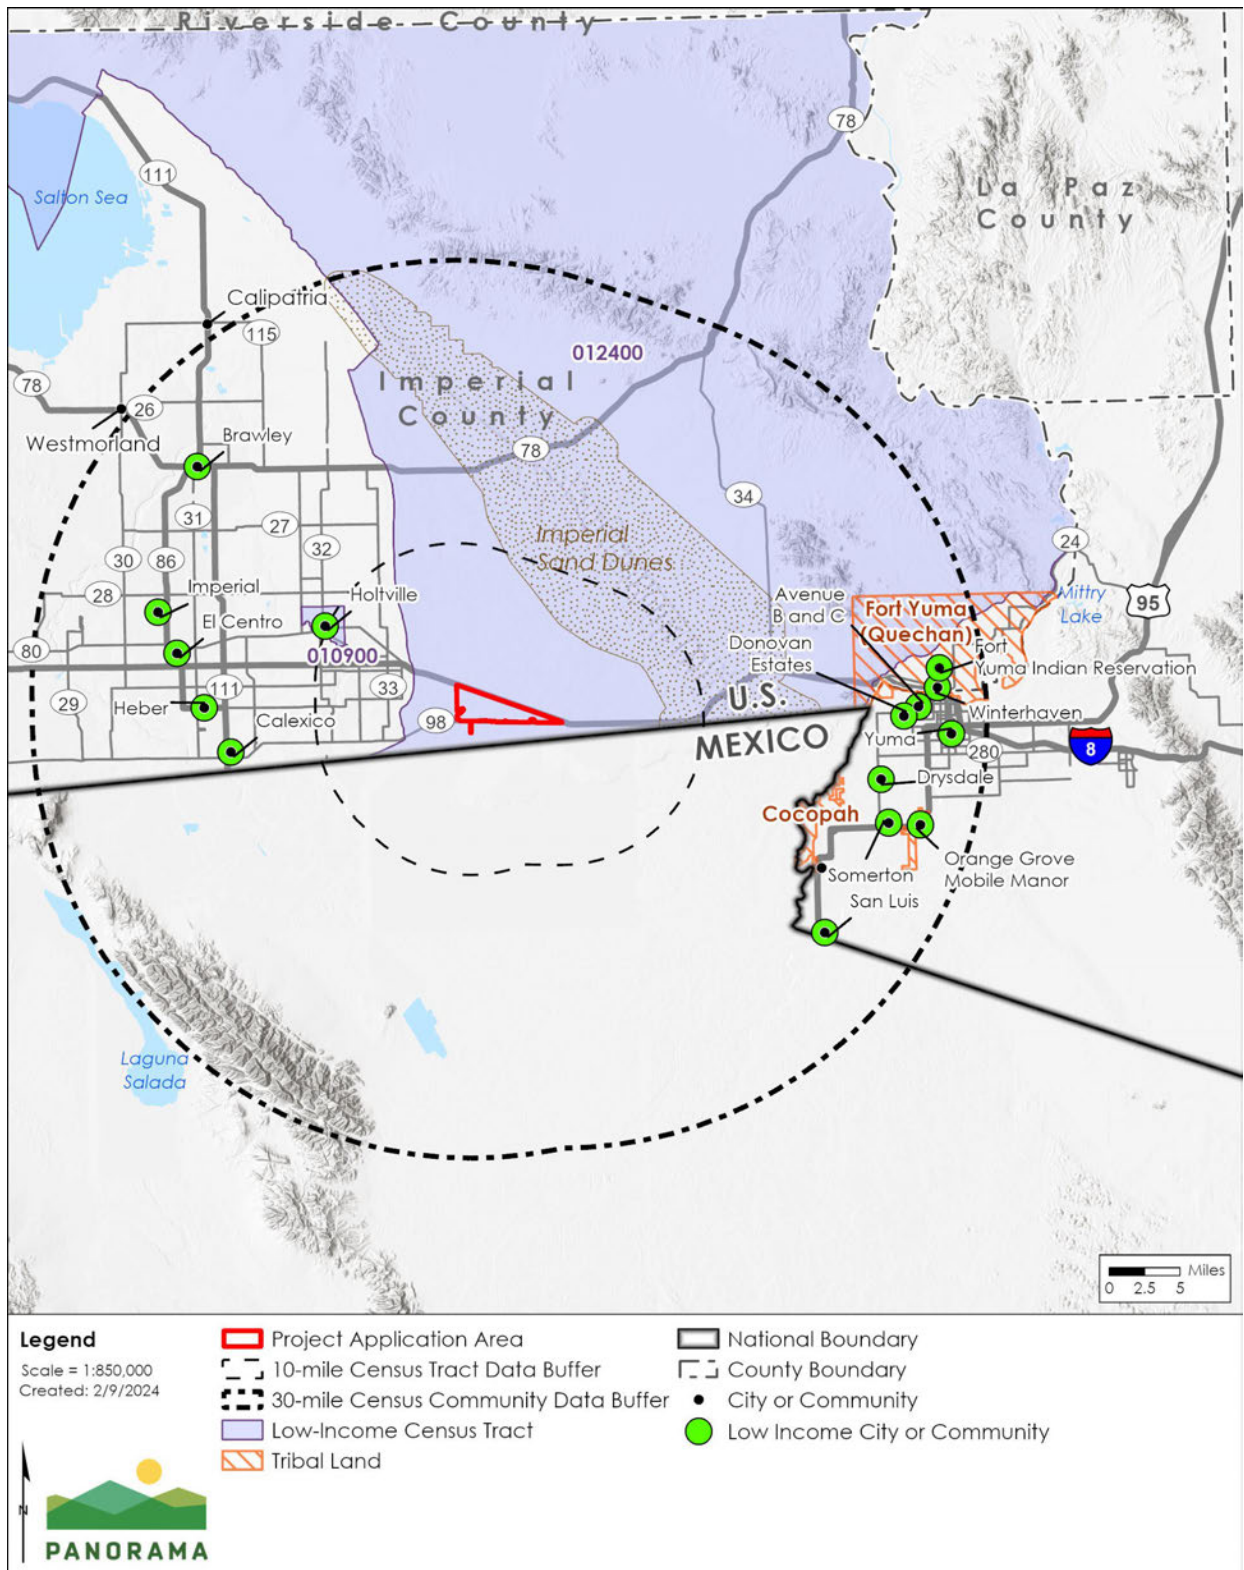 Riverside County
78
La Paz
County
111
Salton Sea
Calipatria
115
012400
Imperial
County
78
26
Westmorland
Brawley
78
34
31
27
32
Imperial
Sand Dunes
24
30
86
28
Imperial
Holtville
Avenue
B and C
Fort Yuma
(Quechan)
Mittry
Lake
95
El Centro
80
010900
Donovan
Estates
Fort
Yuma Indian Reservation
29
Heber
111
33
98
U.S.
MEXICO
Winterhaven
Calexico
Yuma
280
8
Drysdale
Cocopah
Somerton
Orange Grove
Mobile Manor
San Luis
Laguna
Salada
Miles
0 2.5 5
Legend
Scale = 1:850,000
Created: 2/9/2024
N
PANORAMA
Project Application Area
10-mile Census Tract Data Buffer
30-mile Census Community Data Buffer
Low-Income Census Tract
Tribal Land
National Boundary
County Boundary
City or Community
Low Income City or Community